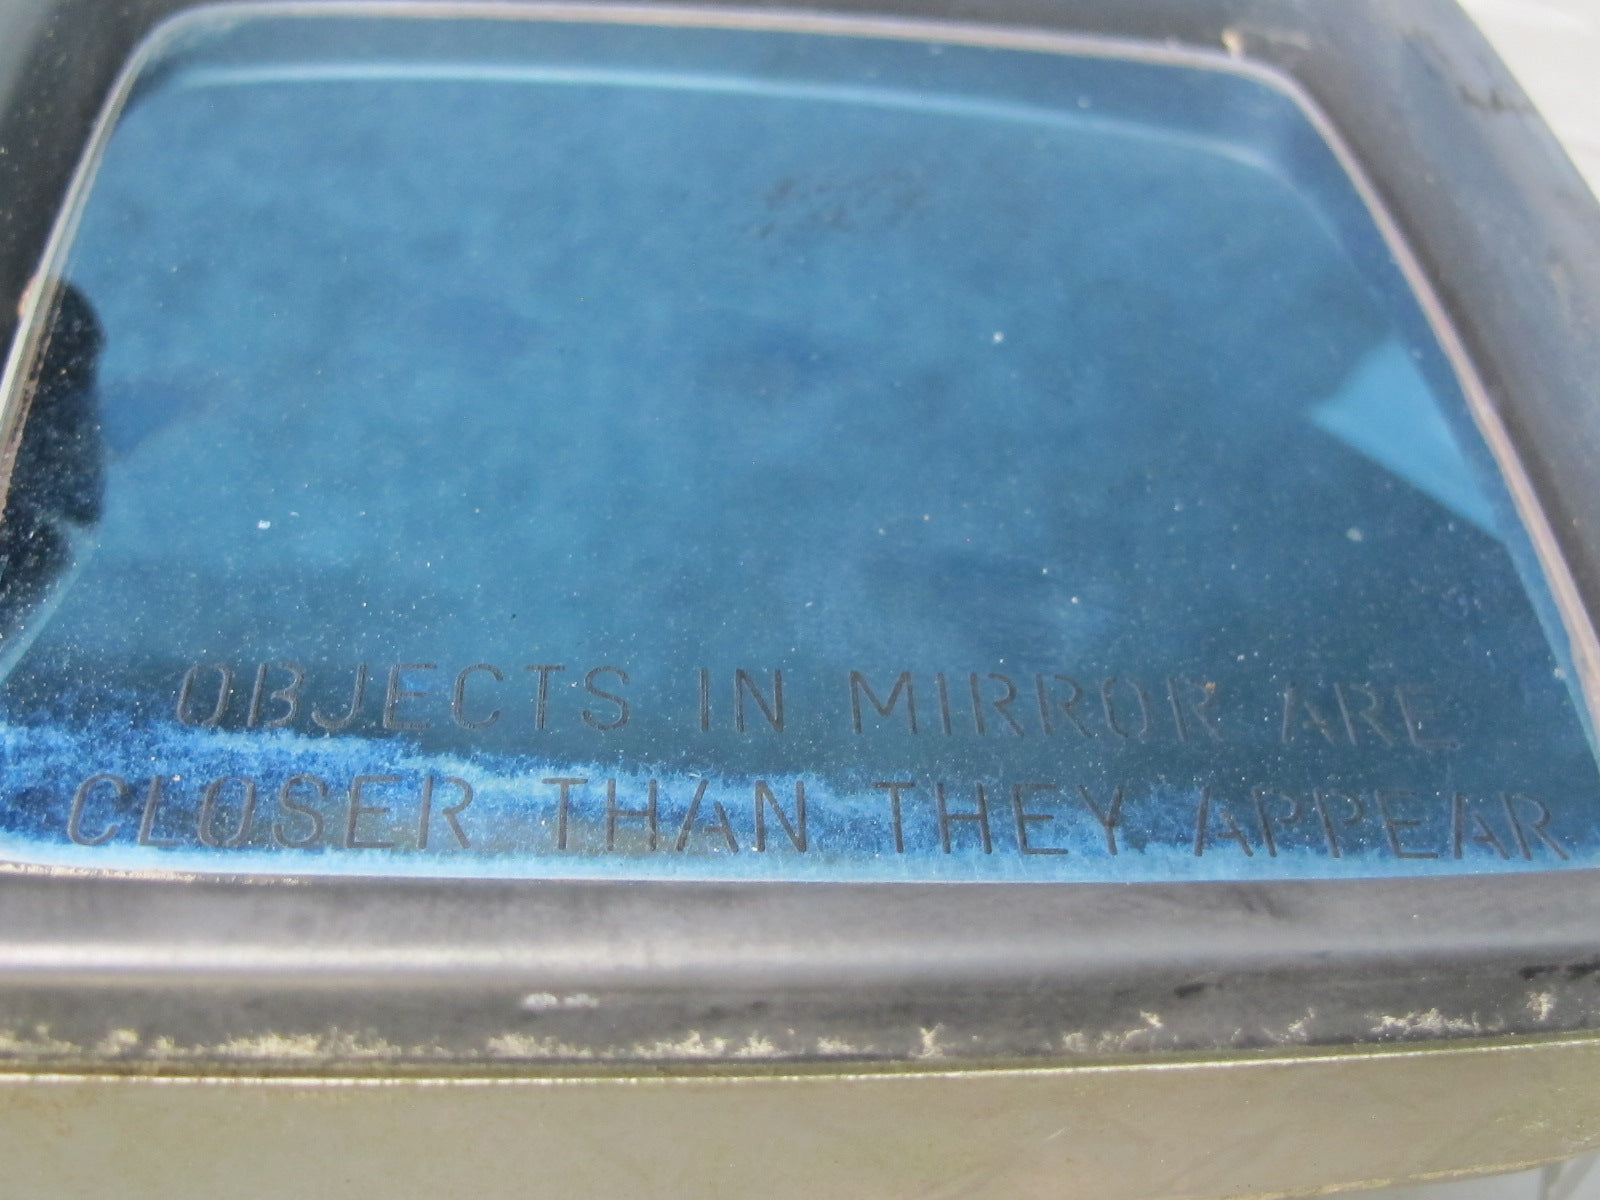 OBJECTS IN MIRROR ARE
CLOSER THAN THEY APPEAR